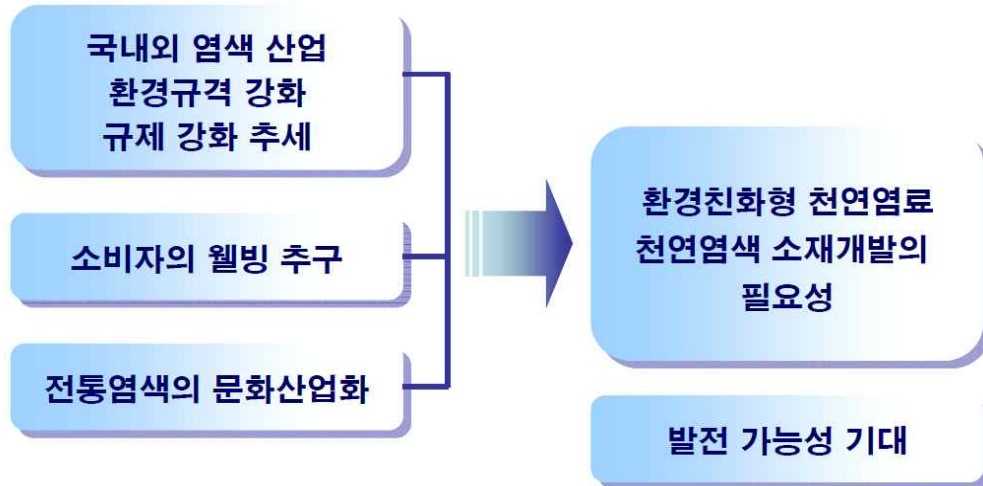 국내외 염색 산업
환경규격 강화
규제 강화 추세
소비자의 웰빙 추구
전통염색의 문화산업화
환경친화형 천연염료
천연염색 소재개발의
필요성
발전 가능성 기대